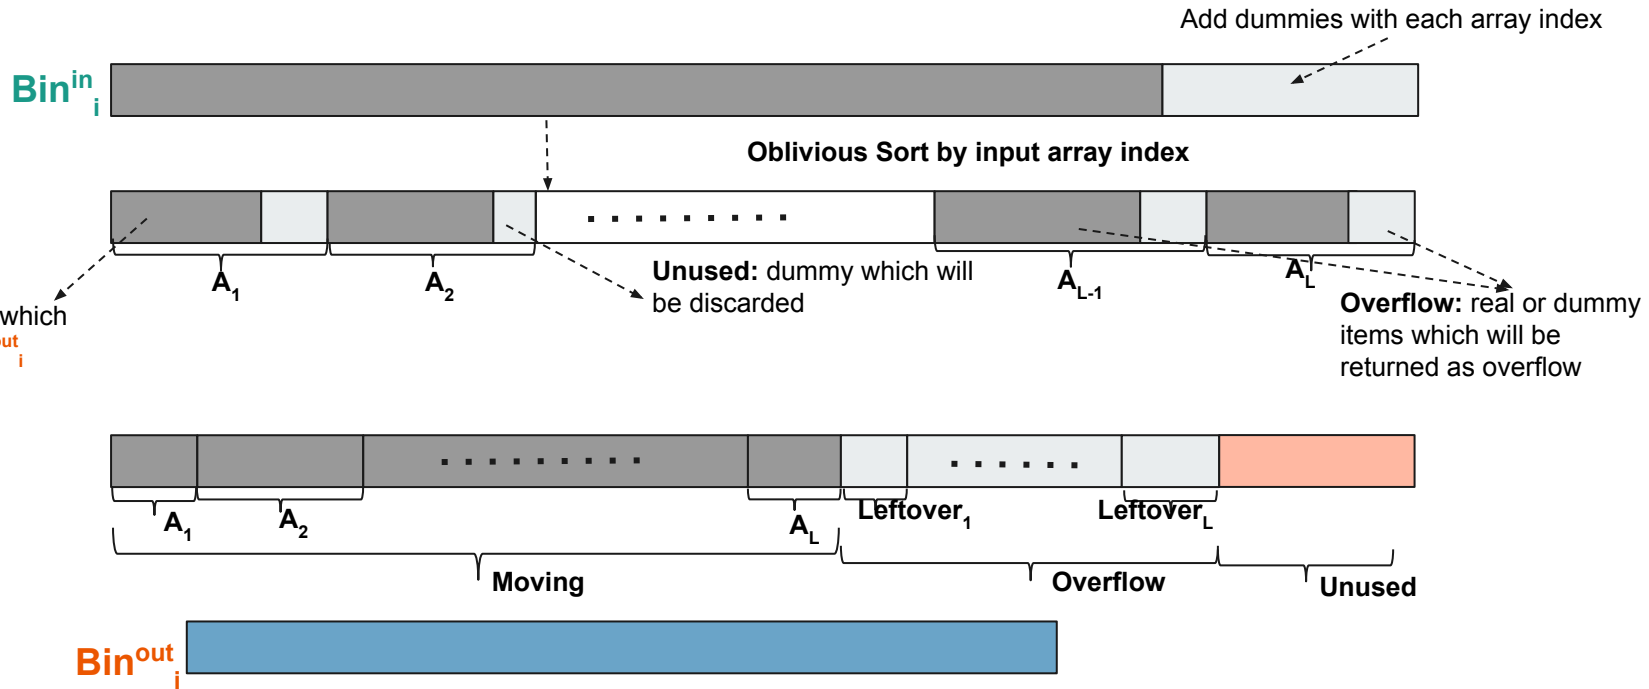 Add dummies with each array index
Bin^in_i
Oblivious Sort by input array index
. . . . . . . . .
A_1
A_2
Unused: dummy which will
be discarded
A_L-1
A_L
which
i
Overflow: real or dummy
items which will be
returned as overflow
. . . . . . . . .
. . . . . .
A_1
A_2
A_L
Leftover_1
Leftover_L
Moving
Overflow
Unused
Bin^out_i